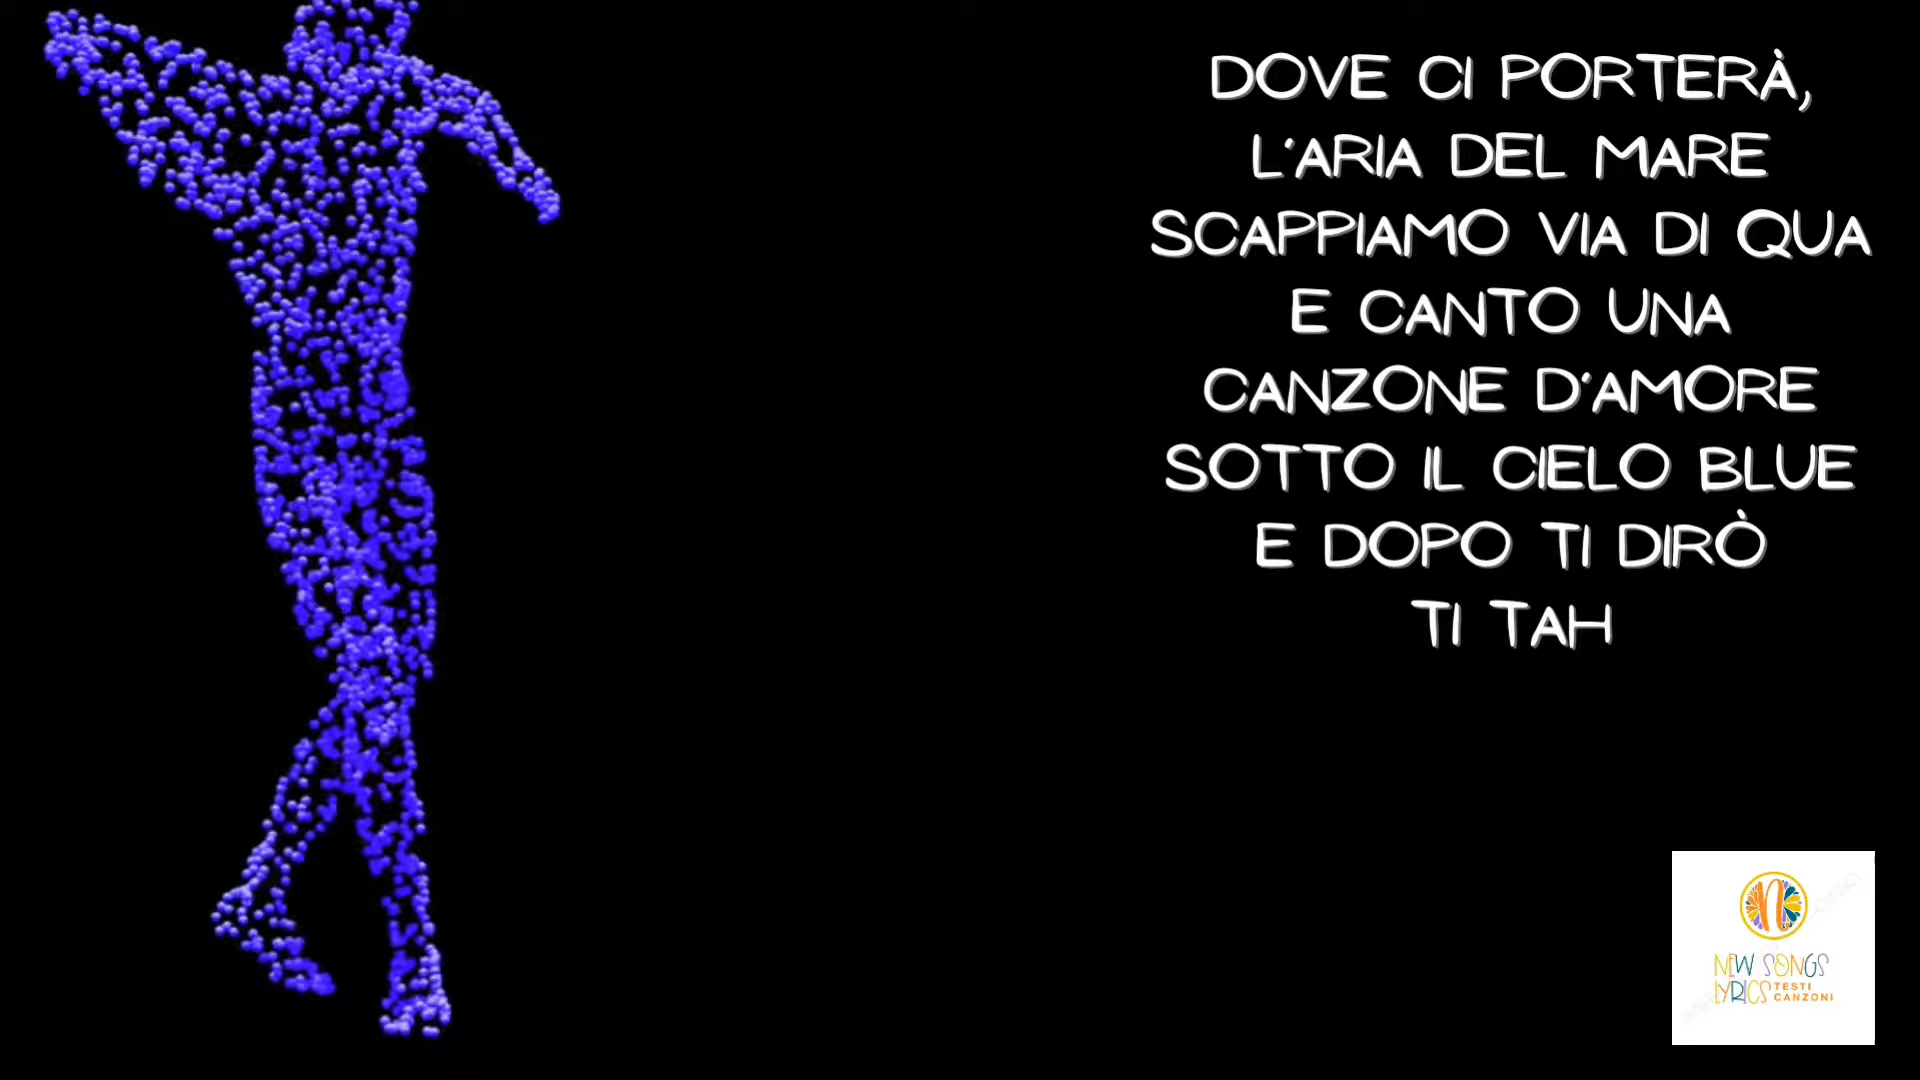 DOVE CI PORTERÀ,
L'ARIA DEL MARE
SCAPPIAMO VIA DI QUA
E CANTO UNA
CANZONE D'AMORE
SOTTO IL CIELO BLUE
E DOPO TI DIRÒ
TI TAH
n
NEW SONGS
LYRICS TESTI
CANZONI